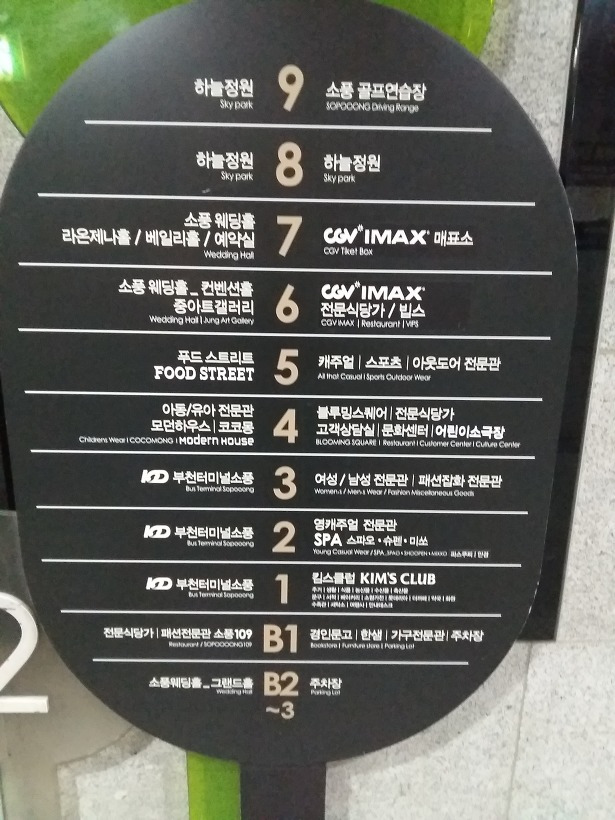 하늘정원 9 소풍 골프연습장
Sky park SOPOOONG Driving Range
하늘정원 8 하늘정원
Sky park Sky park
소풍 웨딩홀
라온제나홀 / 베일리홀 / 예약실 7 CGV* IMAX 매표소
Wedding Hall CGV Tiket Box
소풍 웨딩홀 _ 컨벤션홀 CGV* IMAX
중아트갤러리 6 전문식당가 / 빕스
Wedding Hall | Jung Art Gallery CGV IMAX | Restaurant | VIPS
푸드 스트리트 5 캐주얼 | 스포츠 | 아웃도어 전문관
FOOD STREET All that Casual | Sports Outdoor Wear
아동/유아 전문관 블루밍스퀘어 | 전문식당가
모던하우스 | 코코몽 4 고객상담실 | 문화센터 | 어린이소극장
Childrens Wear | COCOMONG | Modern House BLOOMING SQUARE | Restaurant | Customer Center | Culture Center
KD 부천터미널소풍 3 여성 / 남성 전문관 | 패션잡화 전문관
Bus Terminal Sopooong Women,s / Men,s Wear / Fashion Miscellaneous Goods
영캐주얼 전문관
KD 부천터미널소풍 2 SPA 스파오 • 슈펜 • 미쏘
Bus Terminal Sopooong Young Casual Wear / SPA_SPAO • SHOOPEN • MIXXO
KD 부천터미널소풍 1 킴스클럽 KIM'S CLUB
Bus Terminal Sopooong
전문식당가 | 패션전문관 소풍109 B1 경인문고 | 한샘 | 가구전문관 | 주차장
Restaurant / SOPOOOONG109 Bookstore | Furniture store | Parking Lot
소풍웨딩홀 _ 그랜드홀 B2 주차장
Wedding Hall Parking Lot
~3
2